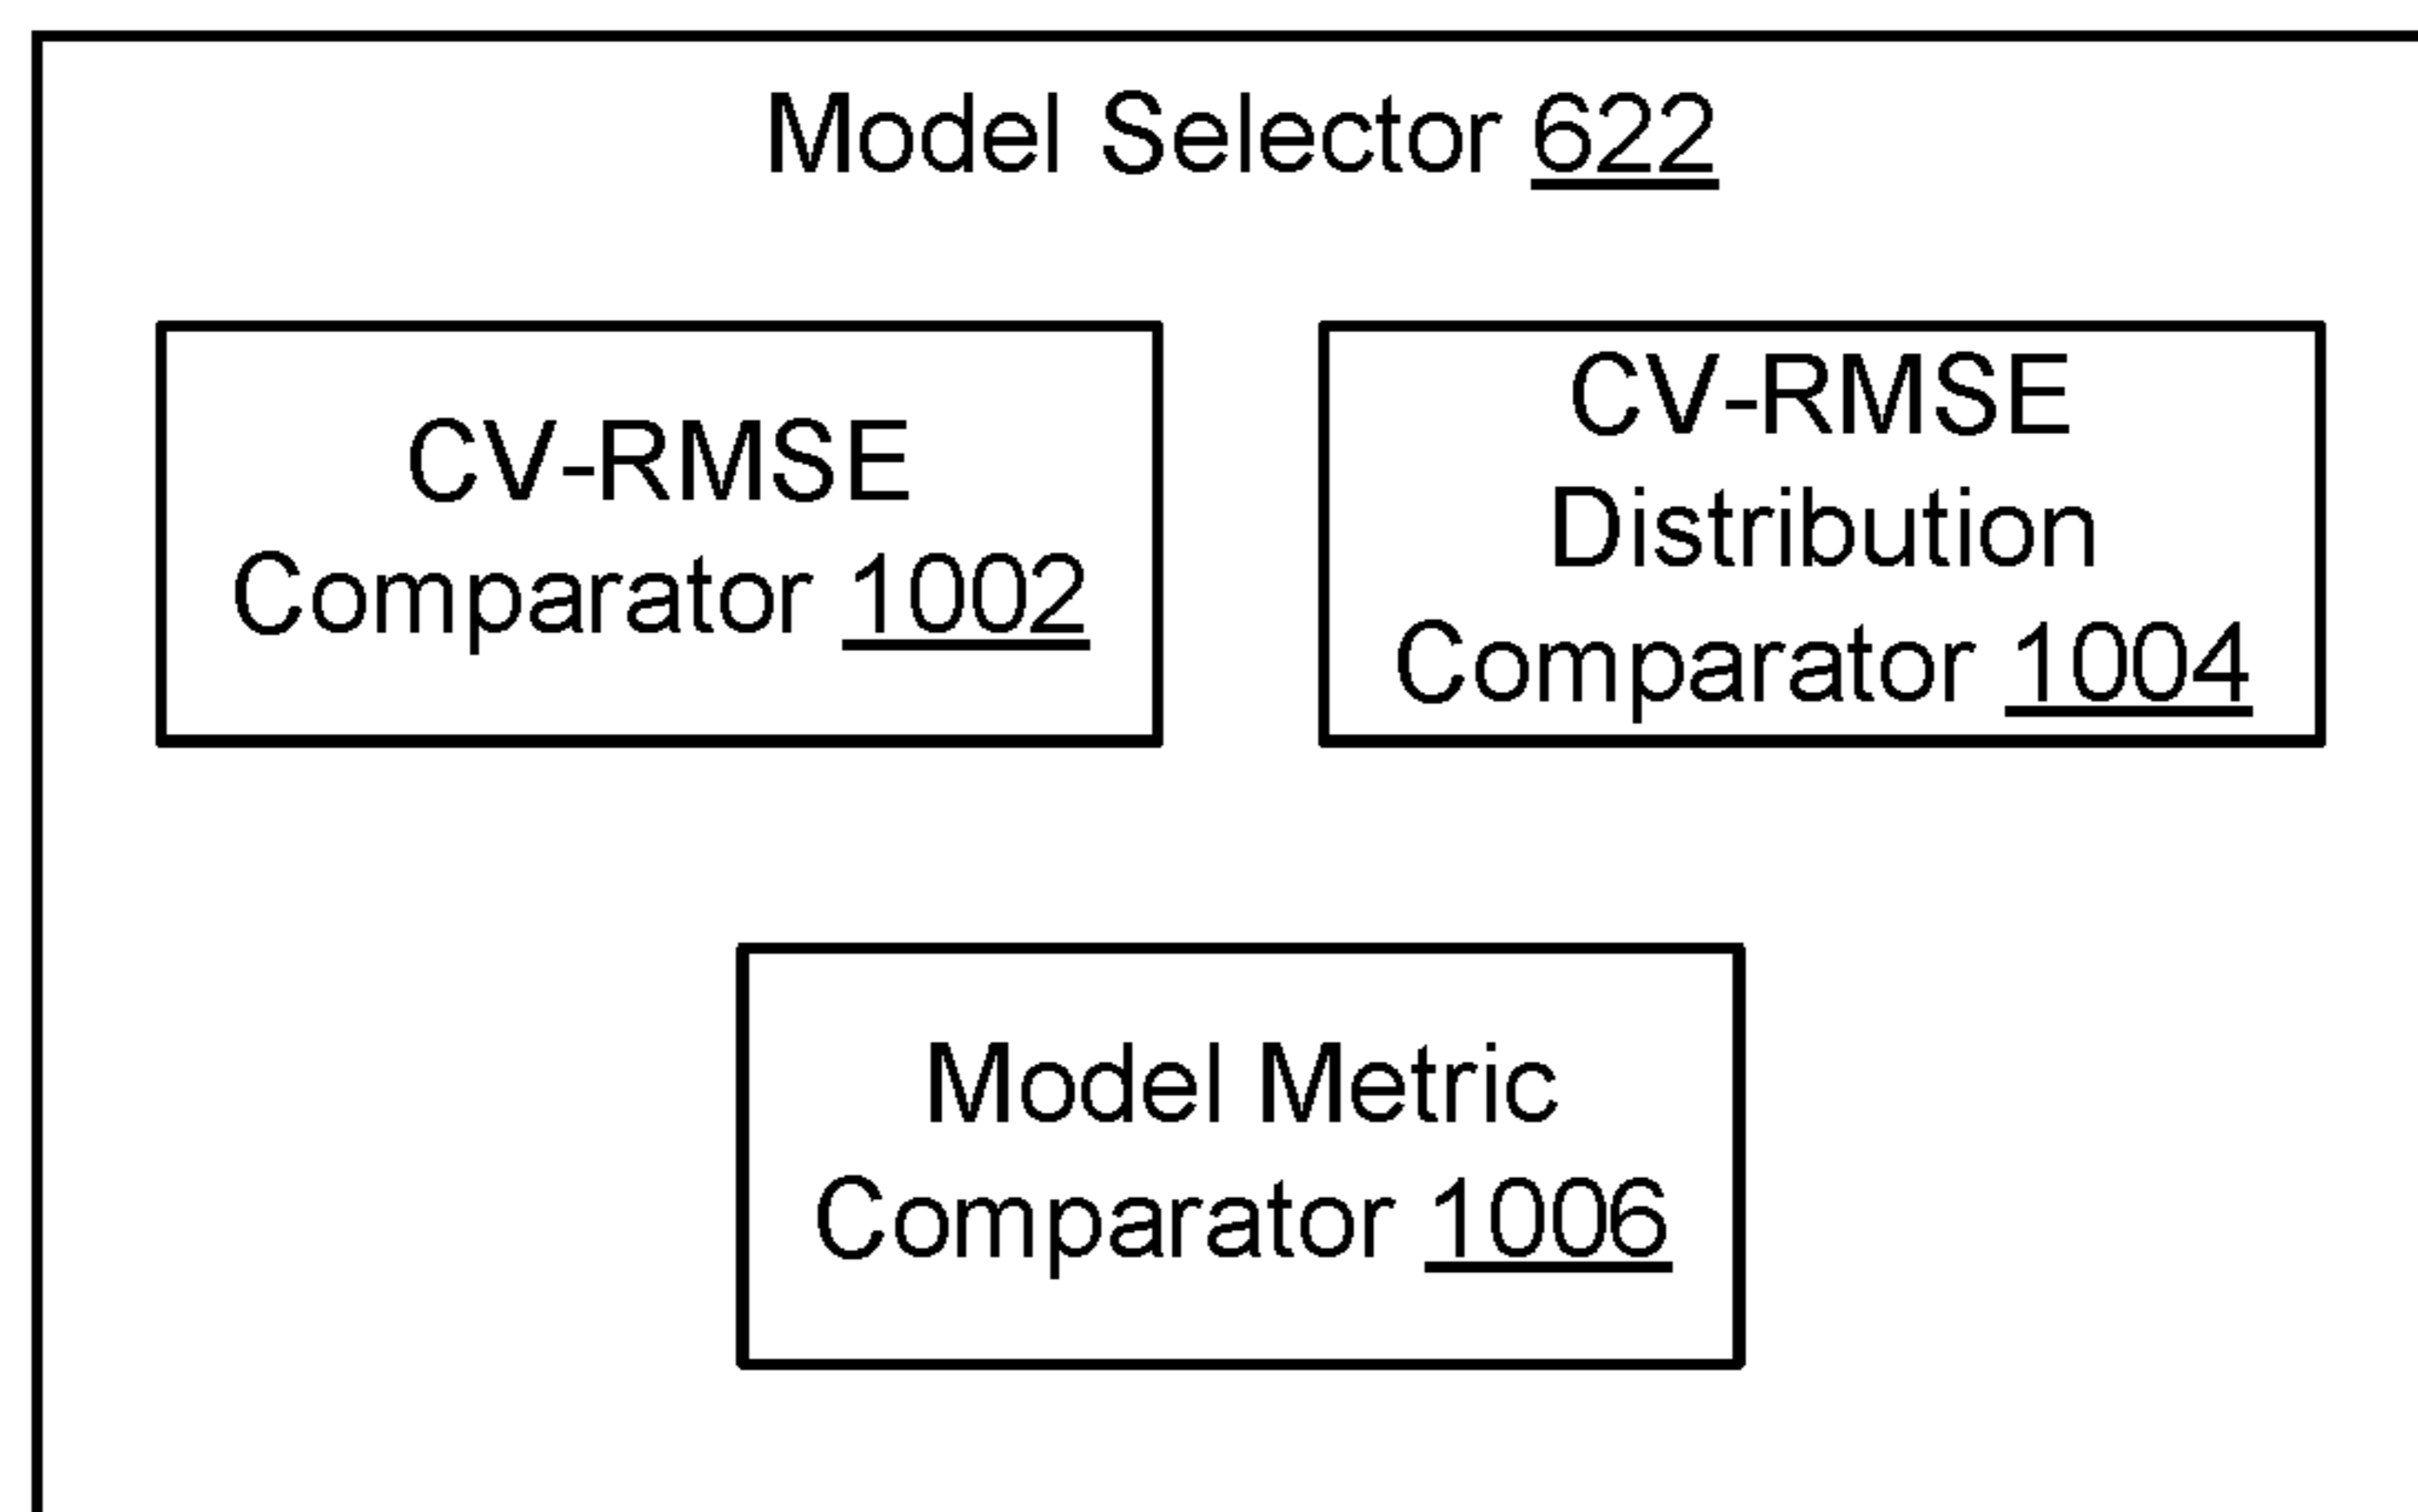 Model Selector 622
CV-RMSE
Comparator 1002
CV-RMSE
Distribution
Comparator 1004
Model Metric
Comparator 1006